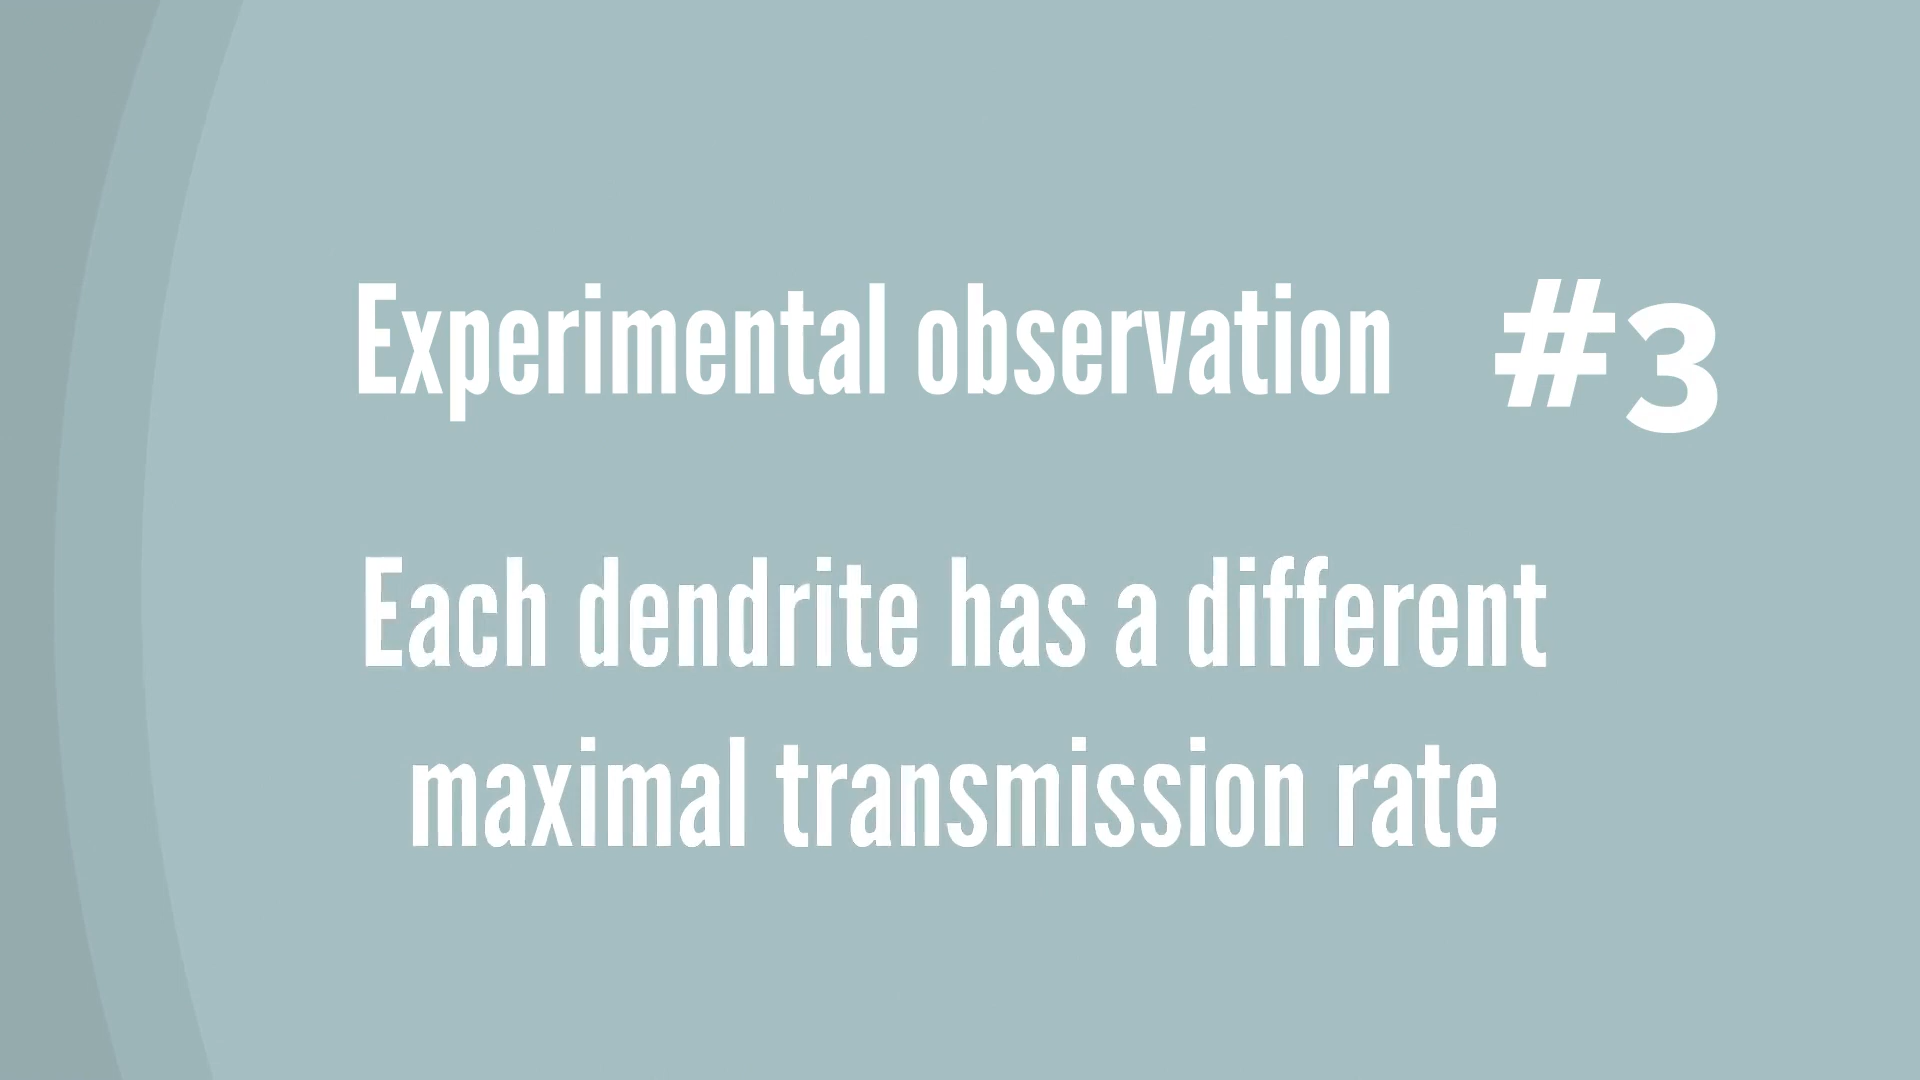 Experimental observation #3
Each dendrite has a different
maximal transmission rate